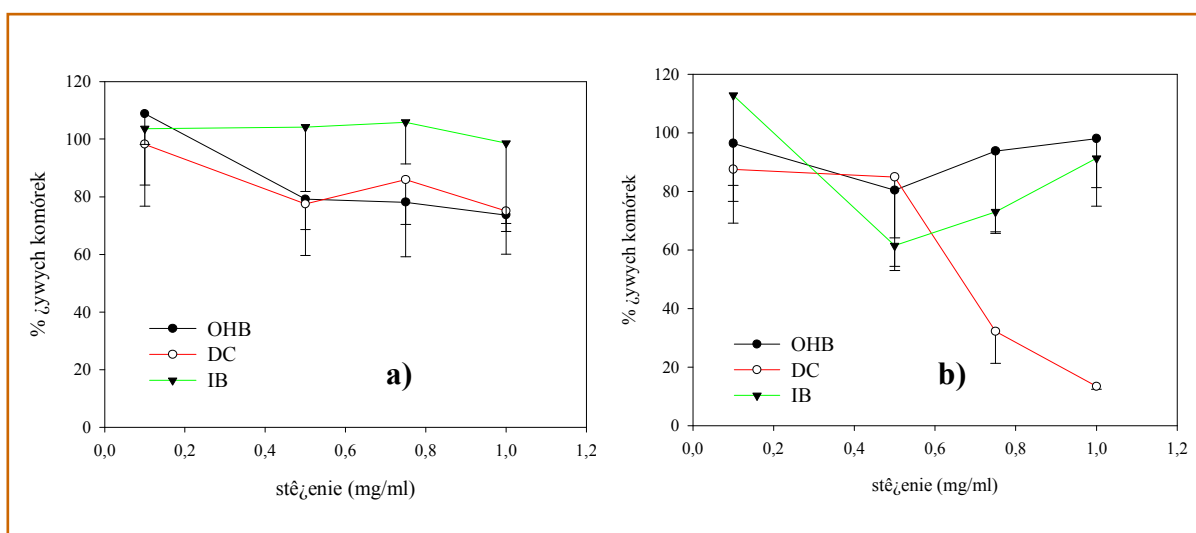 120
100
80
60
40
20
0
% ¿ywych komórek
OHB
DC
IB
a)
0,0 0,2 0,4 0,6 0,8 1,0 1,2
stê¿enie (mg/ml)
120
100
80
60
40
20
0
% ¿ywych komórek
OHB
DC
IB
b)
0,0 0,2 0,4 0,6 0,8 1,0 1,2
stê¿enie (mg/ml)